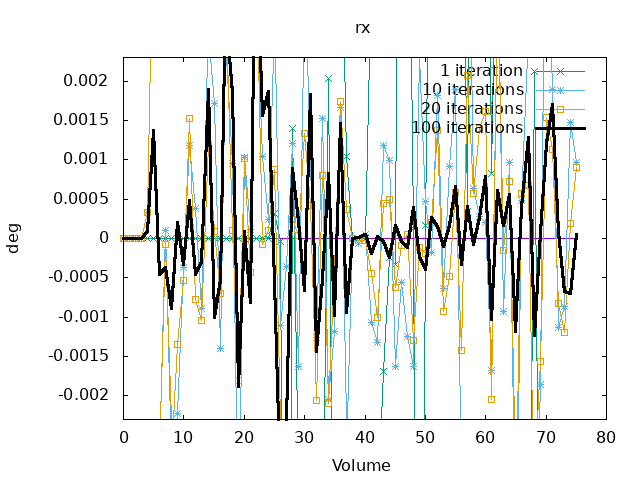 rx
1 iteration
10 iterations
20 iterations
100 iterations
0.002
0.0015
0.001
0.0005
0
-0.0005
-0.001
-0.0015
-0.002
deg
0 10 20 30 40 50 60 70 80
Volume